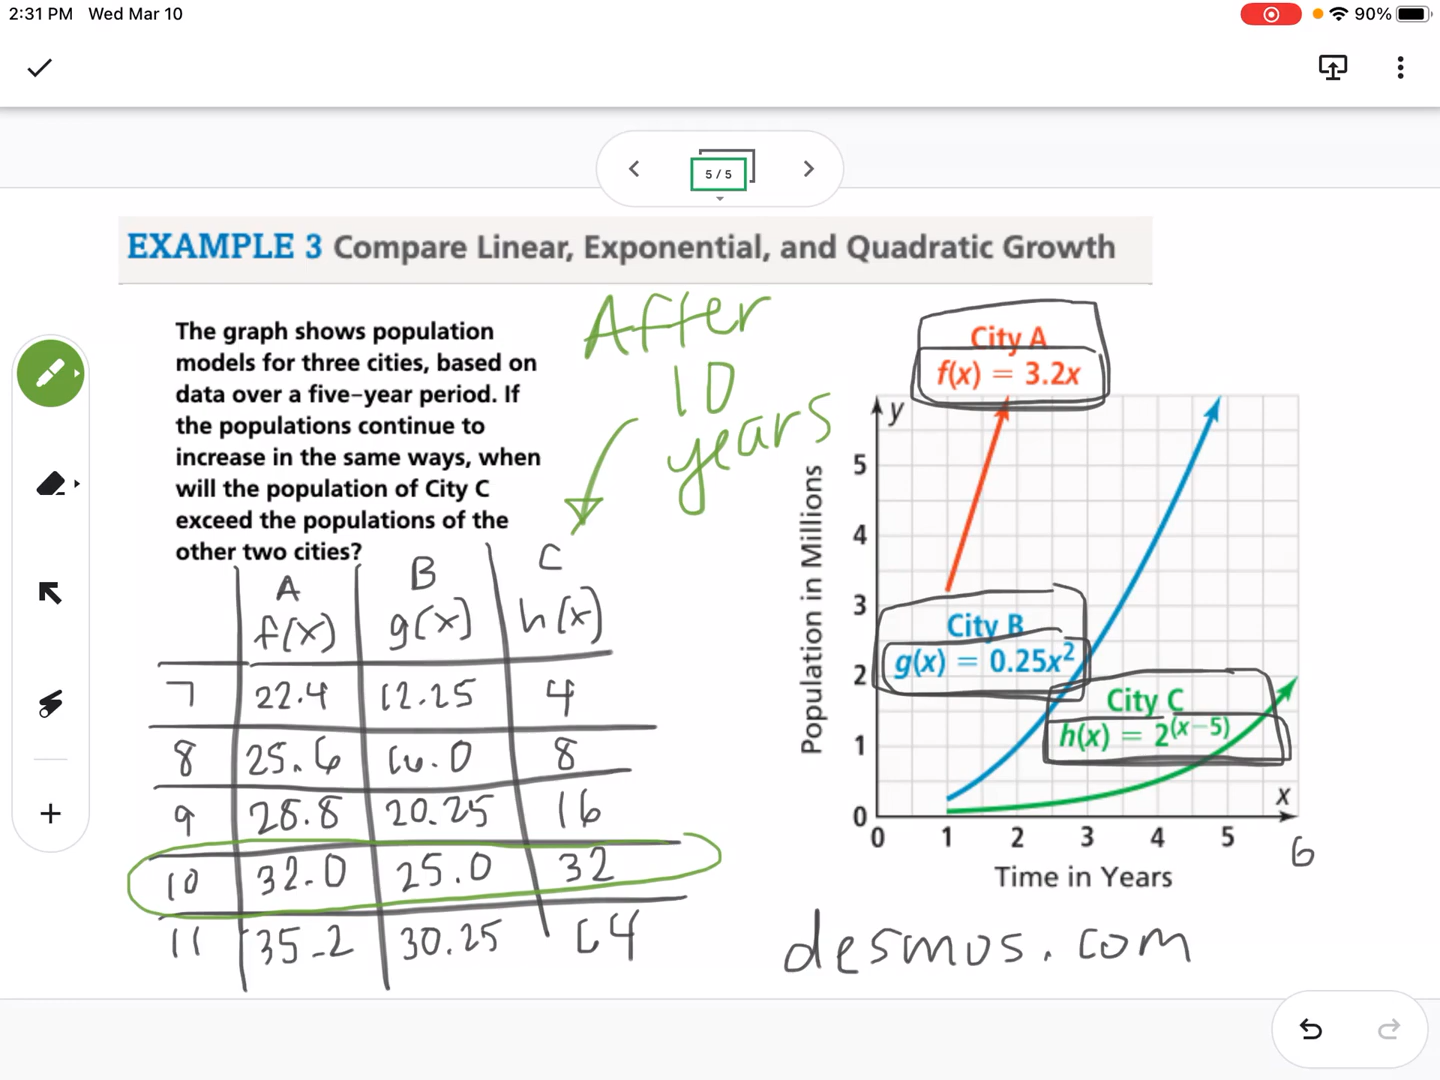 2:31 PM Wed Mar 10
90%
5 / 5
EXAMPLE 3 Compare Linear, Exponential, and Quadratic Growth
The graph shows population
models for three cities, based on
data over a five-year period. If
the populations continue to
increase in the same ways, when
will the population of City C
exceed the populations of the
other two cities?
After
10
years
A B C
f(x) g(x) h(x)
7 22.4 12.25 4
8 25.6 16.0 8
9 28.8 20.25 16
10 32.0 25.0 32
11 35.2 30.25 64
City A
f(x) = 3.2x
y
5
4
3
2
1
0
Population in Millions
City B
g(x) = 0.25x²
City C
h(x) = 2^(x−5)
x
0 1 2 3 4 5 6
Time in Years
desmos.com